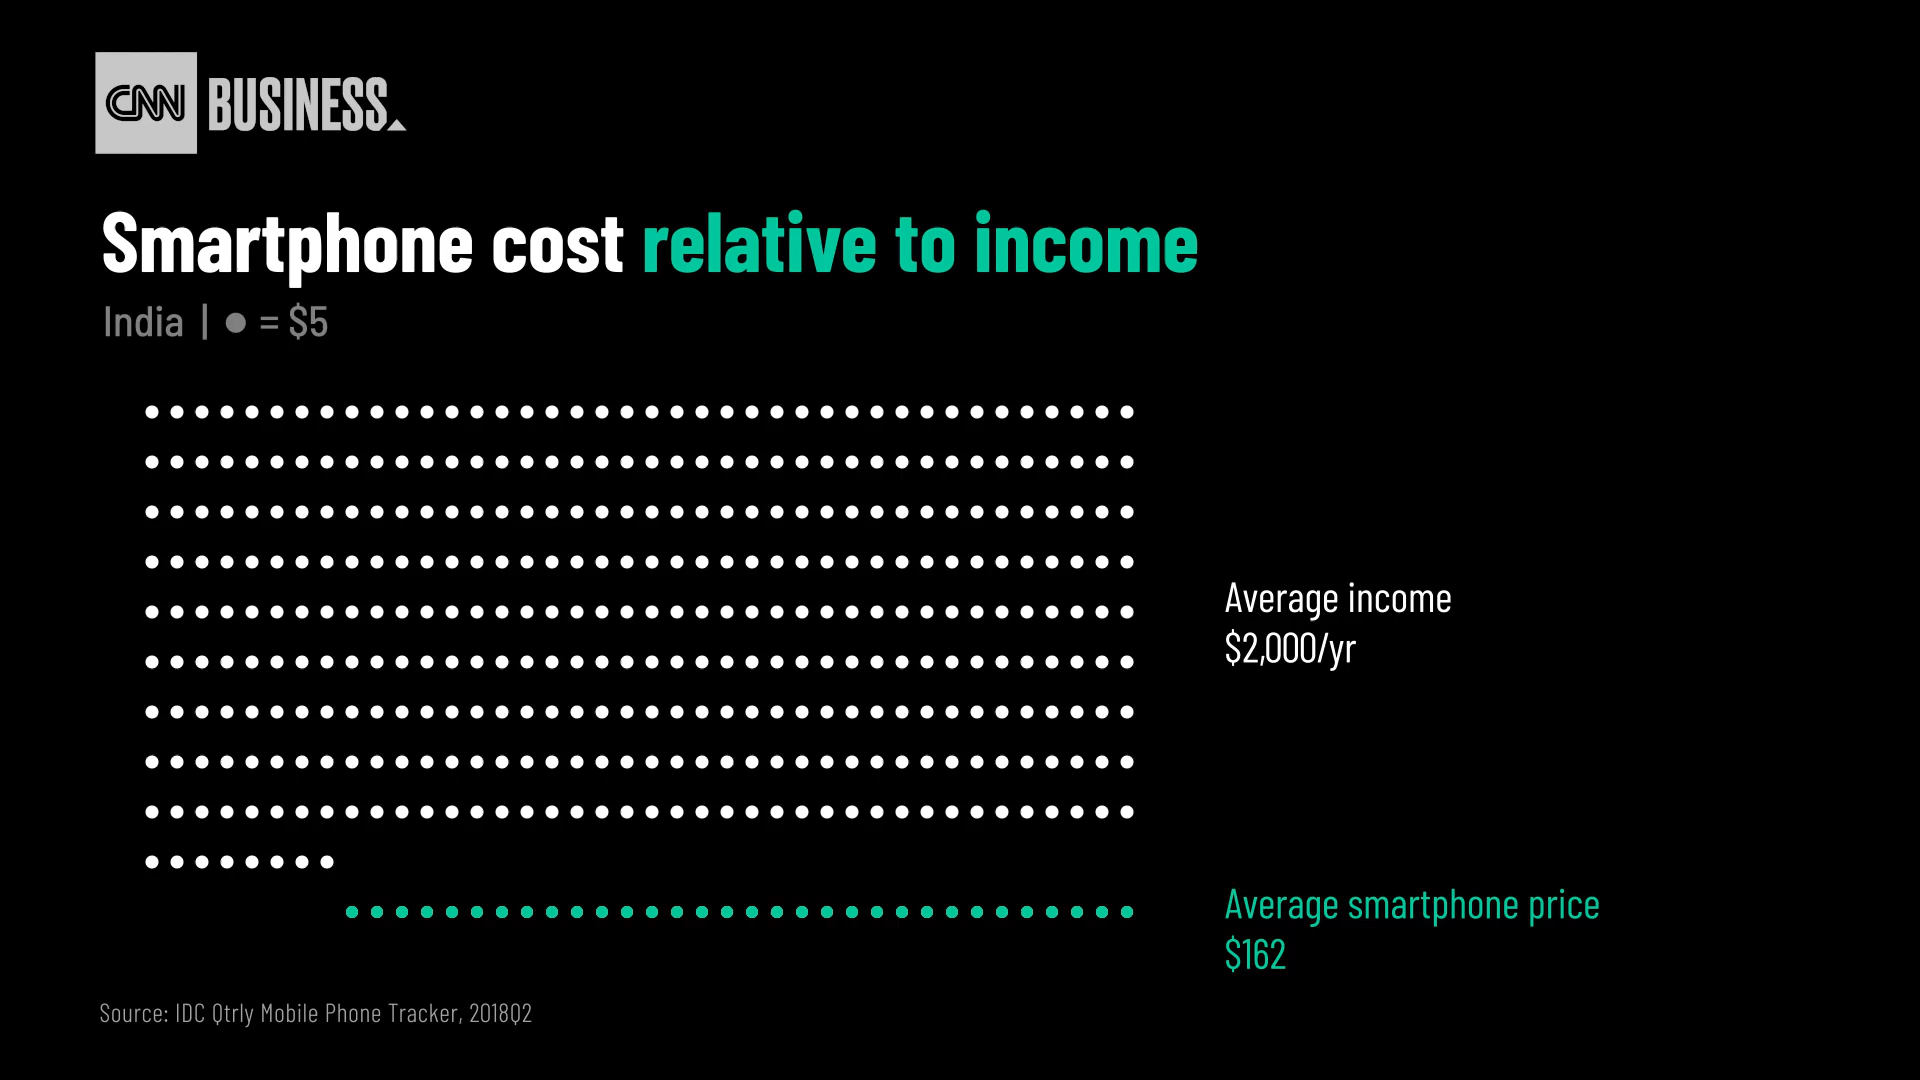 CNN BUSINESS
Smartphone cost relative to income
India | ● = $5
Average income
$2,000/yr
Average smartphone price
$162
Source: IDC Qtrly Mobile Phone Tracker, 2018Q2